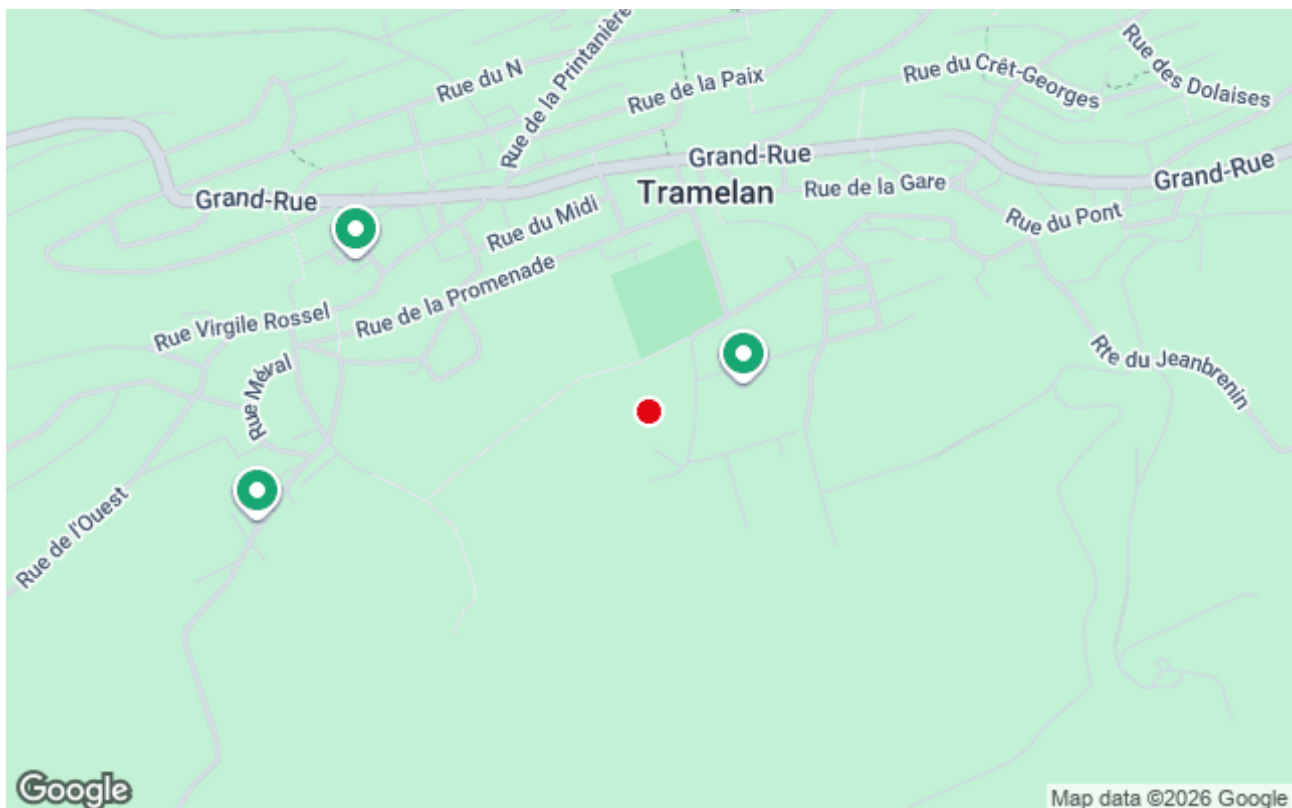 Rue du N
Rue de la Printanière
Rue de la Paix
Rue du Crêt-Georges
Rue des Dolaises
Grand-Rue
Grand-Rue
Grand-Rue
Tramelan
Rue de la Gare
Rue du Midi
Rue du Pont
Rue de la Promenade
Rue Virgile Rossel
Rue Méval
Rte du Jeanbrenin
Rue de l'Ouest
Google
Map data ©2026 Google